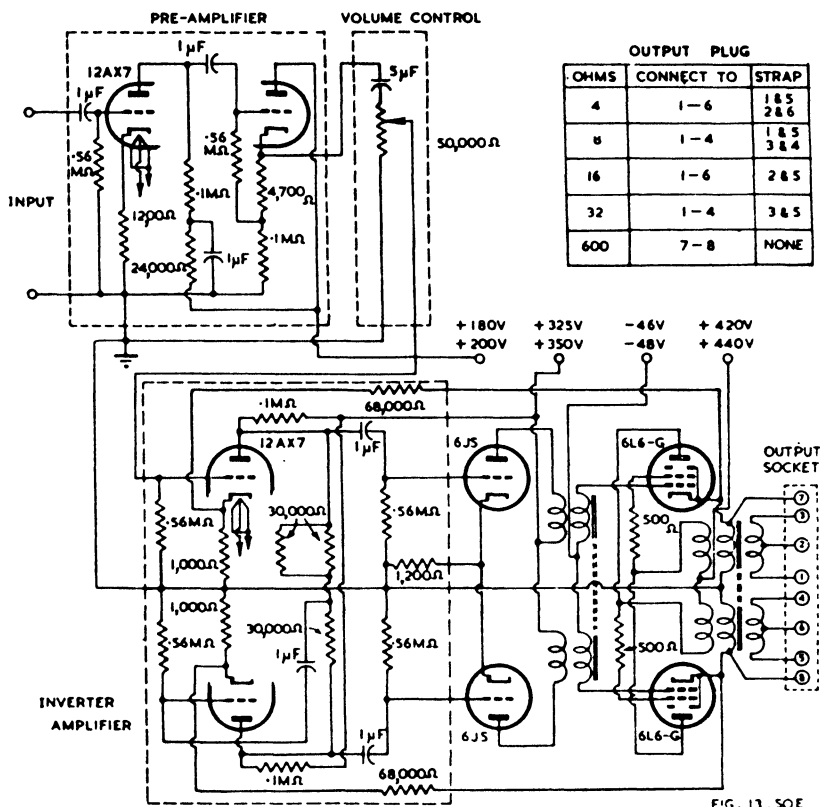 PRE-AMPLIFIER
VOLUME CONTROL
1μF
12AX7
1μF
5μF
·56
MΩ
·56
MΩ
50,000Ω
INPUT
·1MΩ
4,700Ω
1200Ω
1μF
·1MΩ
24,000Ω
OUTPUT PLUG
OHMS CONNECT TO STRAP
4 1–6 1&5
2&6
8 1–4 1&5
3&4
16 1–6 2&5
32 1–4 3&5
600 7–8 NONE
+180V +325V –46V +420V
+200V +350V –48V +440V
68,000Ω
·1MΩ
12AX7
1μF
6J5
6L6-G
OUTPUT
SOCKET
7
3
2
1
4
6
5
8
·56MΩ
30,000Ω
·56MΩ
500
Ω
1,000Ω
1,200Ω
1,000Ω
·56MΩ
30,000Ω
1μF
·56MΩ
500Ω
INVERTER
AMPLIFIER
1μF
6J5
6L6-G
·1MΩ
68,000Ω
FIG. 13 SOE